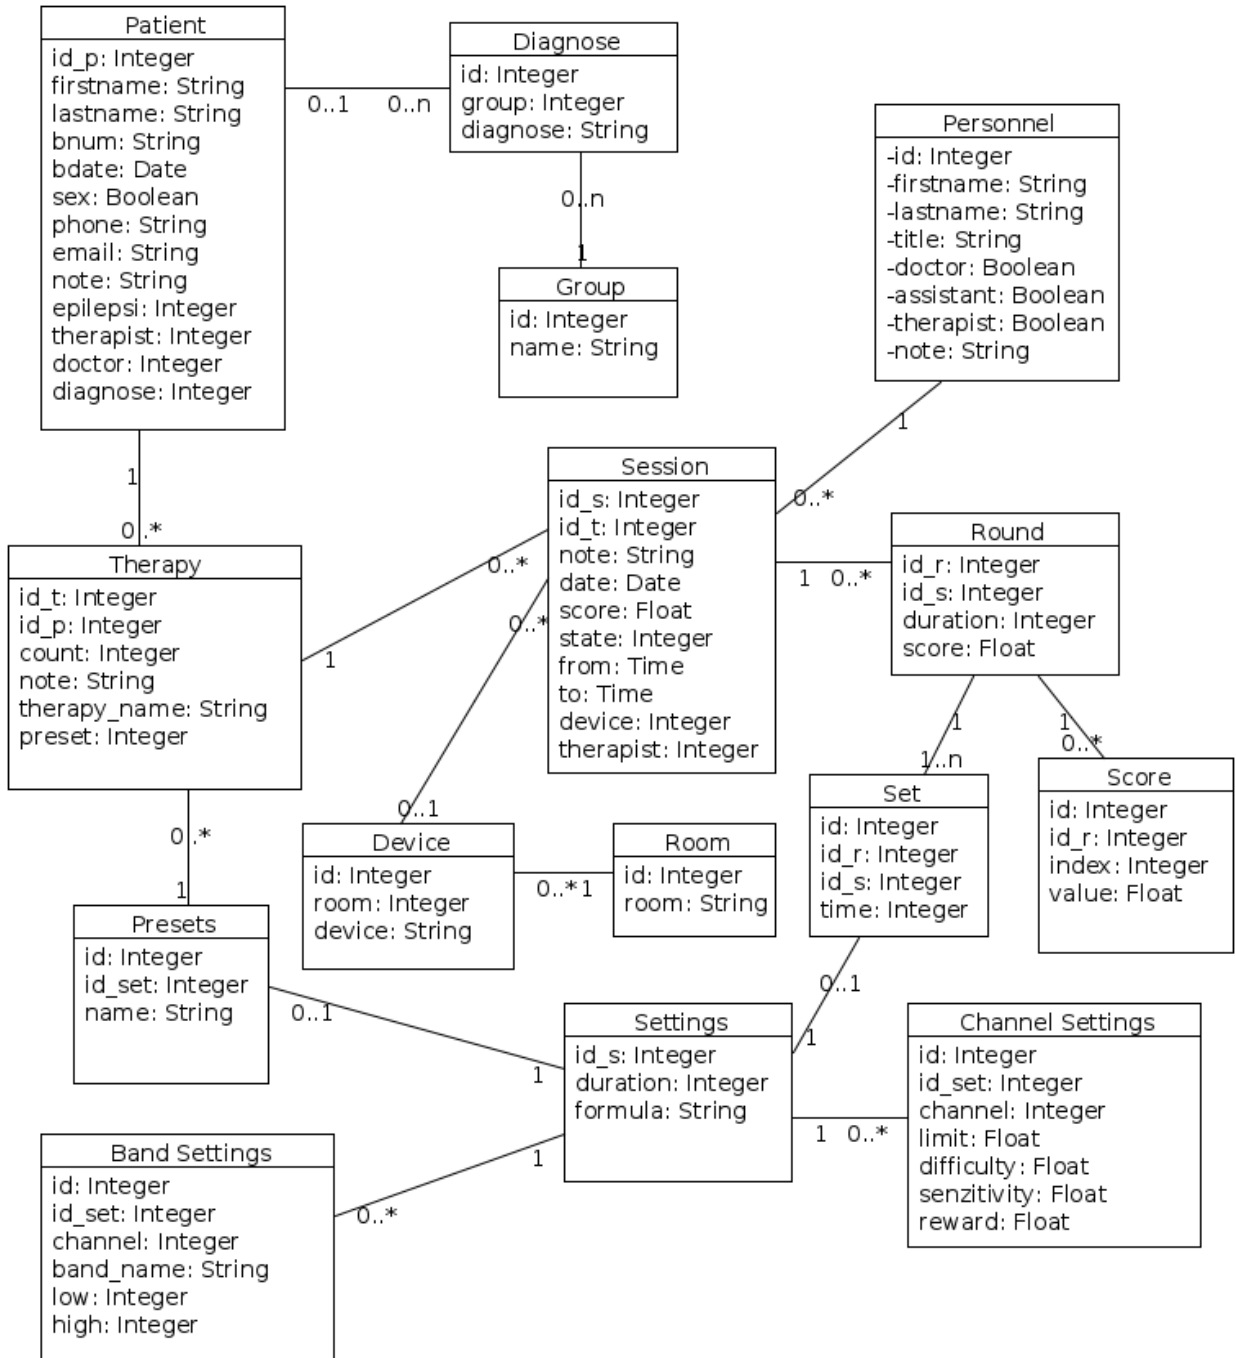 Patient
id_p: Integer
firstname: String
lastname: String
bnum: String
bdate: Date
sex: Boolean
phone: String
email: String
note: String
epilepsi: Integer
therapist: Integer
doctor: Integer
diagnose: Integer
0..1 0..n
Diagnose
id: Integer
group: Integer
diagnose: String
0..n
1
Group
id: Integer
name: String
Personnel
-id: Integer
-firstname: String
-lastname: String
-title: String
-doctor: Boolean
-assistant: Boolean
-therapist: Boolean
-note: String
1
0..*
1
0..*
Session
id_s: Integer
id_t: Integer
note: String
date: Date
score: Float
state: Integer
from: Time
to: Time
device: Integer
therapist: Integer
Therapy
id_t: Integer
id_p: Integer
count: Integer
note: String
therapy_name: String
preset: Integer
0..*
1
0..*
0..1
1 0..*
Round
id_r: Integer
id_s: Integer
duration: Integer
score: Float
1
1..n
1
0..*
Set
id: Integer
id_r: Integer
id_s: Integer
time: Integer
Score
id: Integer
id_r: Integer
index: Integer
value: Float
Device
id: Integer
room: Integer
device: String
0..* 1
Room
id: Integer
room: String
0..*
1
Presets
id: Integer
id_set: Integer
name: String
0..1
1
0..1
1
Settings
id_s: Integer
duration: Integer
formula: String
1 0..*
Channel Settings
id: Integer
id_set: Integer
channel: Integer
limit: Float
difficulty: Float
senzitivity: Float
reward: Float
1
0..*
Band Settings
id: Integer
id_set: Integer
channel: Integer
band_name: String
low: Integer
high: Integer